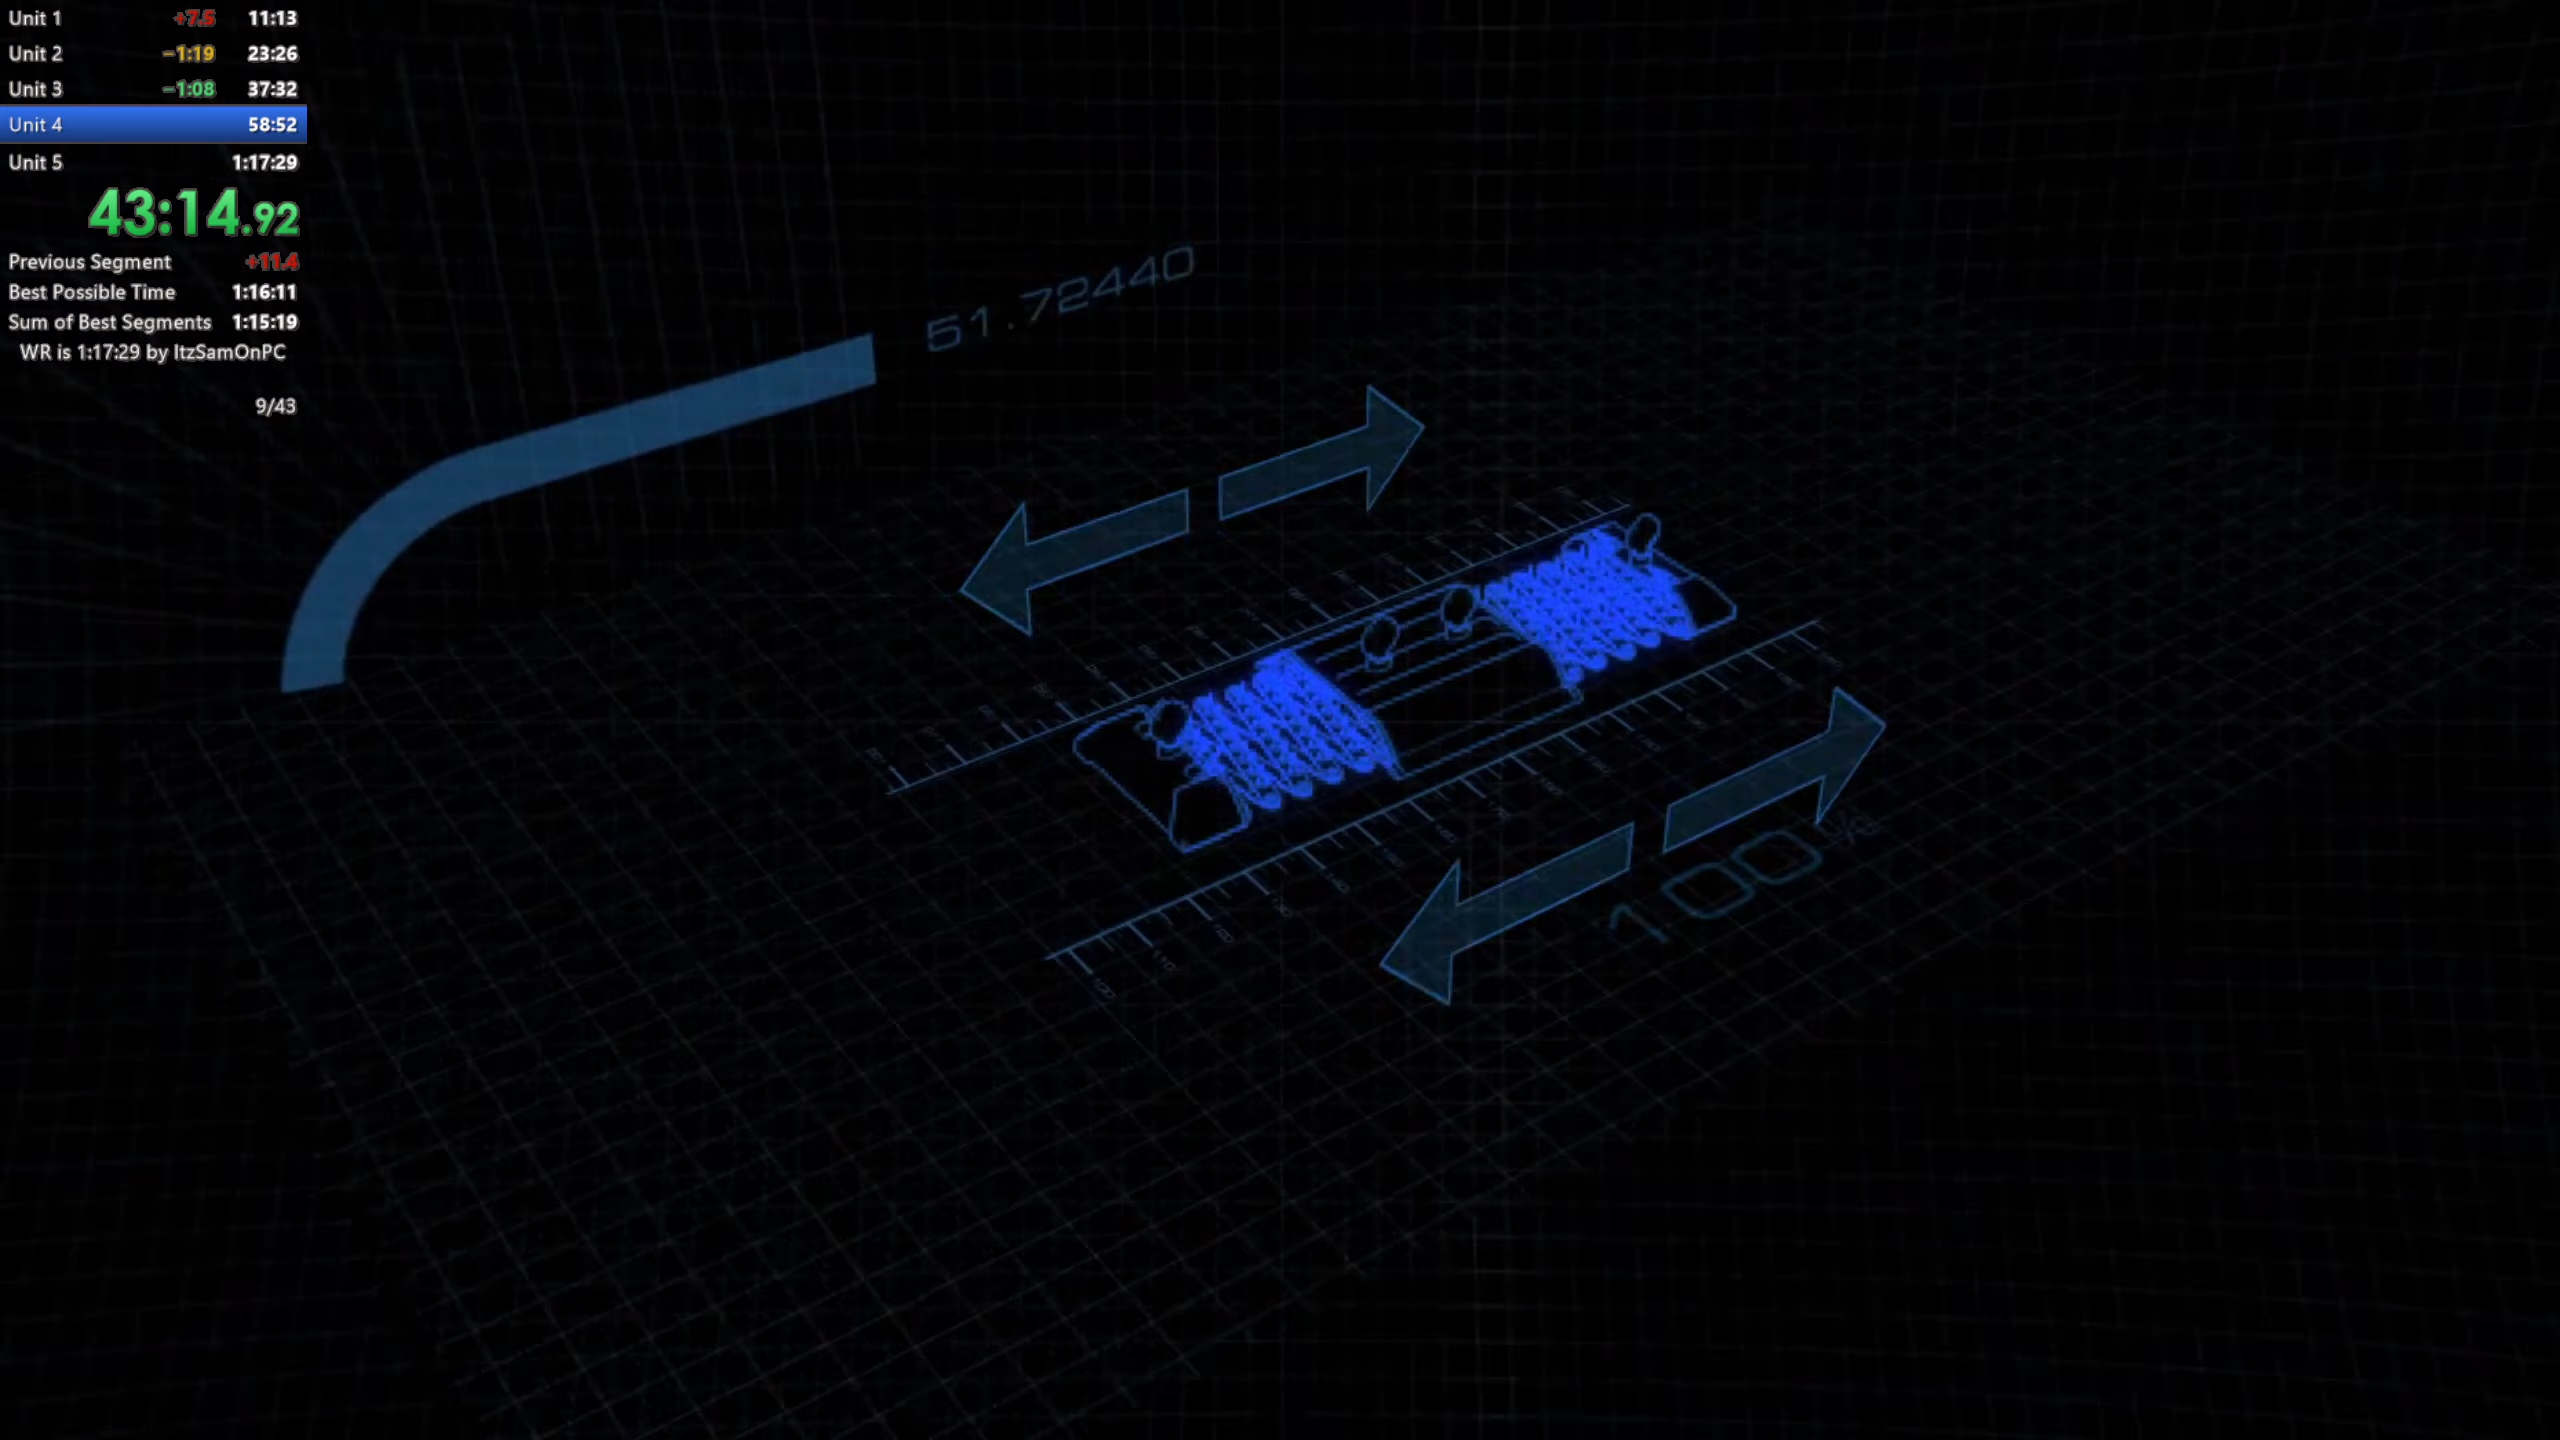 Unit 1 +7.5 11:13
Unit 2 −1:19 23:26
Unit 3 −1:08 37:32
Unit 4 58:52
Unit 5 1:17:29
43:14.92
Previous Segment +11.4
Best Possible Time 1:16:11
Sum of Best Segments 1:15:19
WR is 1:17:29 by ItzSamOnPC
9/43
51.72440
100%